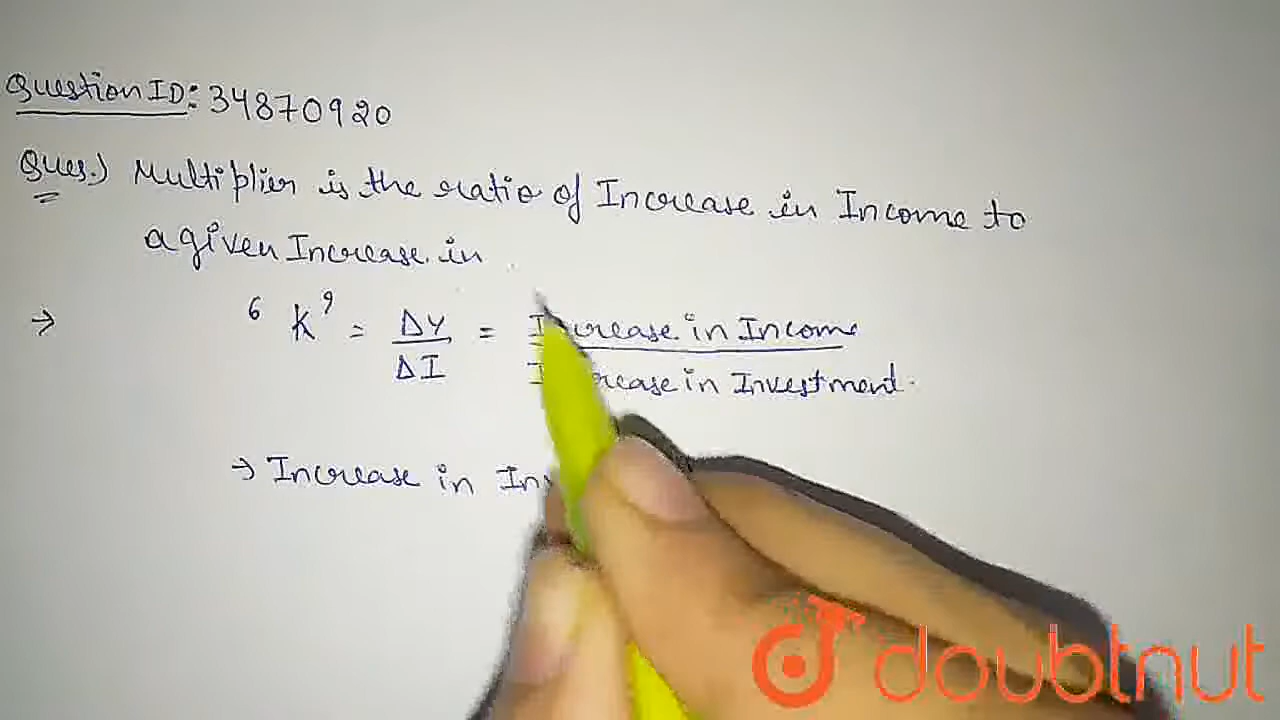 Question ID: 34870920
Ques.) Multiplier is the ratio of Increase in Income to
a given Increase in
→ ‘K’ = ΔY / ΔI = Increase in Income / Increase in Investment.
→ Increase in
doubtnut